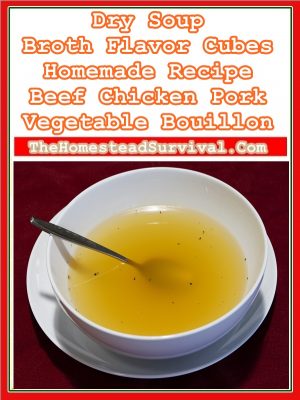 Dry Soup
Broth Flavor Cubes
Homemade Recipe
Beef Chicken Pork
Vegetable Bouillon
TheHomesteadSurvival.Com